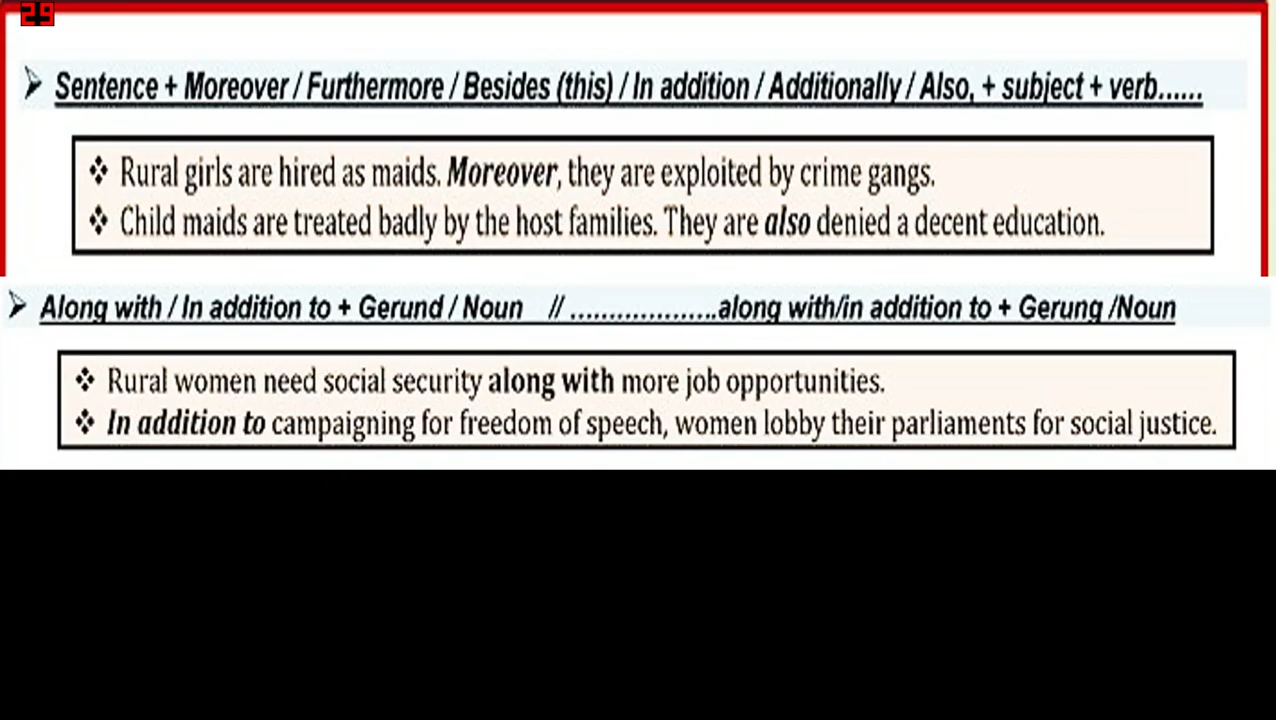 29
➢ Sentence + Moreover / Furthermore / Besides (this) / In addition / Additionally / Also, + subject + verb……
❖ Rural girls are hired as maids. Moreover, they are exploited by crime gangs.
❖ Child maids are treated badly by the host families. They are also denied a decent education.
➢ Along with / In addition to + Gerund / Noun // ………………..along with/in addition to + Gerung /Noun
❖ Rural women need social security along with more job opportunities.
❖ In addition to campaigning for freedom of speech, women lobby their parliaments for social justice.